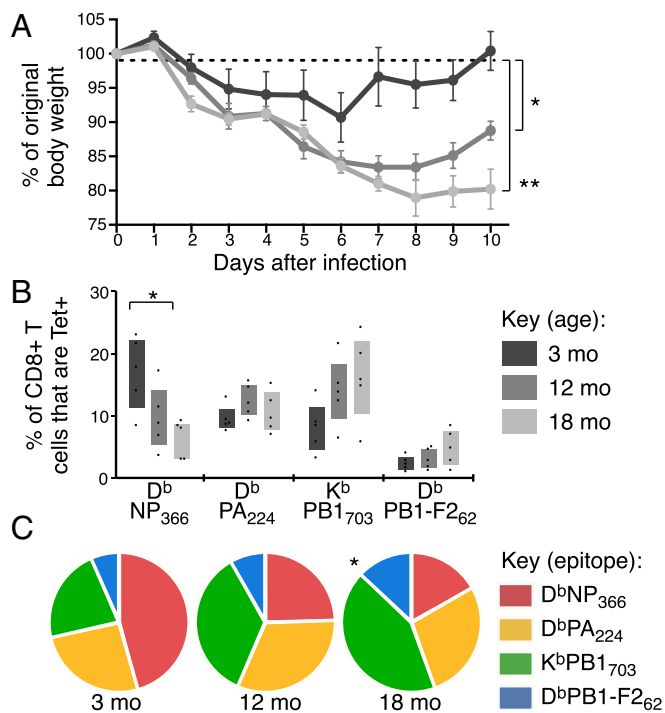 A
% of original
body weight
105
100
95
90
85
80
75
0 1 2 3 4 5 6 7 8 9 10
Days after infection
*
**
B
% of CD8+ T
cells that are Tet+
30
20
10
0
*
Dᵇ Dᵇ Kᵇ Dᵇ
NP₃₆₆ PA₂₂₄ PB1₇₀₃ PB1-F2₆₂
Key (age):
3 mo
12 mo
18 mo
C
*
3 mo 12 mo 18 mo
Key (epitope):
DᵇNP₃₆₆
DᵇPA₂₂₄
KᵇPB1₇₀₃
DᵇPB1-F2₆₂